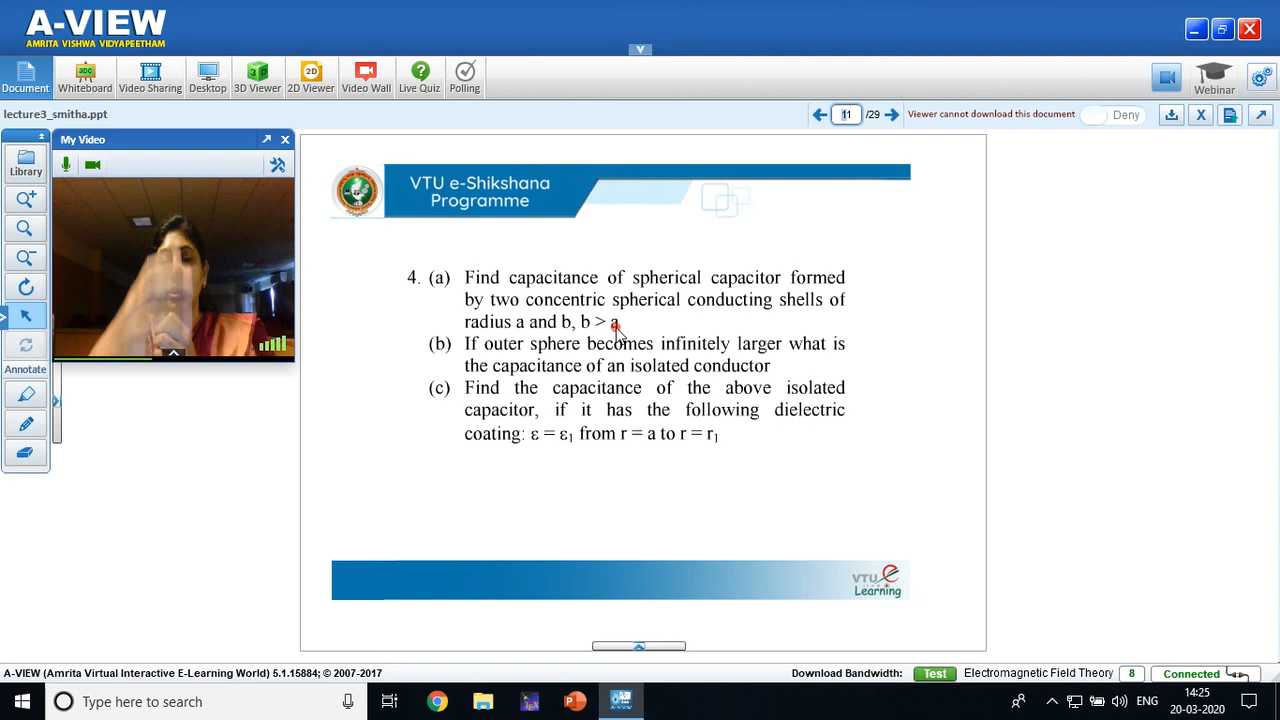 A-VIEW
AMRITA VISHWA VIDYAPEETHAM
V
Document
abc
Whiteboard
Video Sharing
Desktop
3D
3D Viewer
2D
2D Viewer
Video Wall
Live Quiz
Polling
Webinar
lecture3_smitha.ppt
11 /29
Viewer cannot download this document
Deny
X
Library
My Video
Annotate
VTU e-Shikshana
Programme
4. (a) Find capacitance of spherical capacitor formed
by two concentric spherical conducting shells of
radius a and b, b > a
(b) If outer sphere becomes infinitely larger what is
the capacitance of an isolated conductor
(c) Find the capacitance of the above isolated
capacitor, if it has the following dielectric
coating: ε = ε₁ from r = a to r = r₁
VTU e
Learning
A-VIEW (Amrita Virtual Interactive E-Learning World) 5.1.15884; © 2007-2017
Download Bandwidth: Test Electromagnetic Field Theory 8 Connected
Type here to search
ENG
14:25
20-03-2020